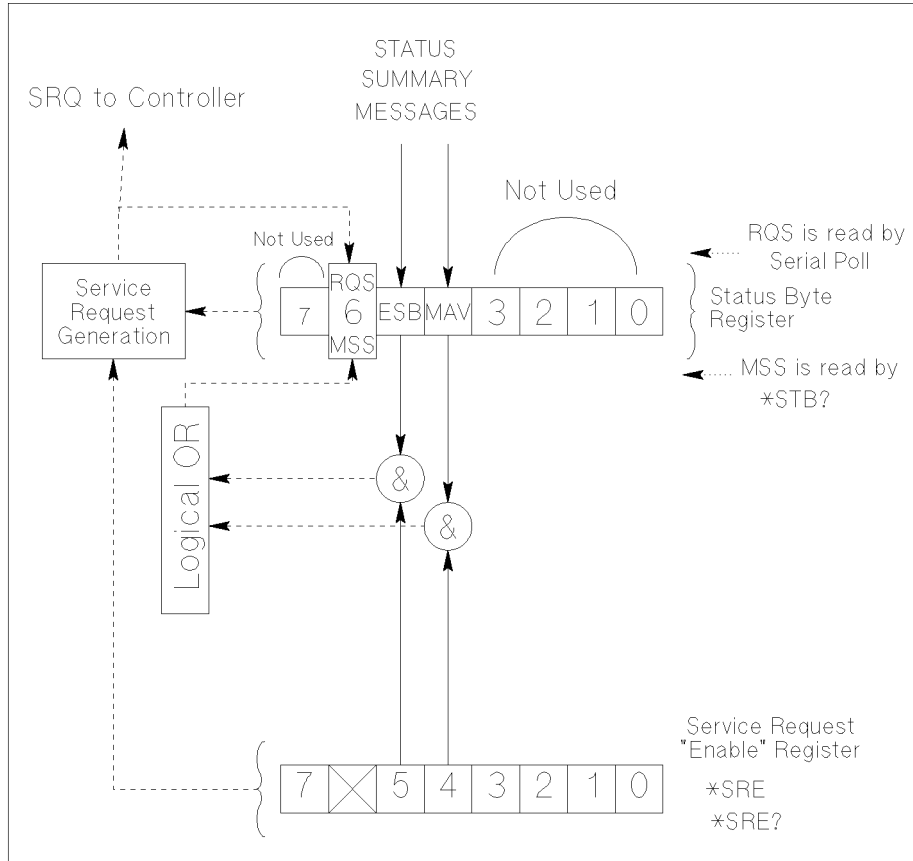 STATUS
SUMMARY
MESSAGES
SRQ to Controller
Not Used
Not Used
RQS is read by
Serial Poll
Service
Request
Generation
7
RQS
6
MSS
ESB
MAV
3
2
1
0
Status Byte
Register
MSS is read by
*STB?
Logical OR
&
&
Service Request
"Enable" Register
7
5
4
3
2
1
0
*SRE
*SRE?